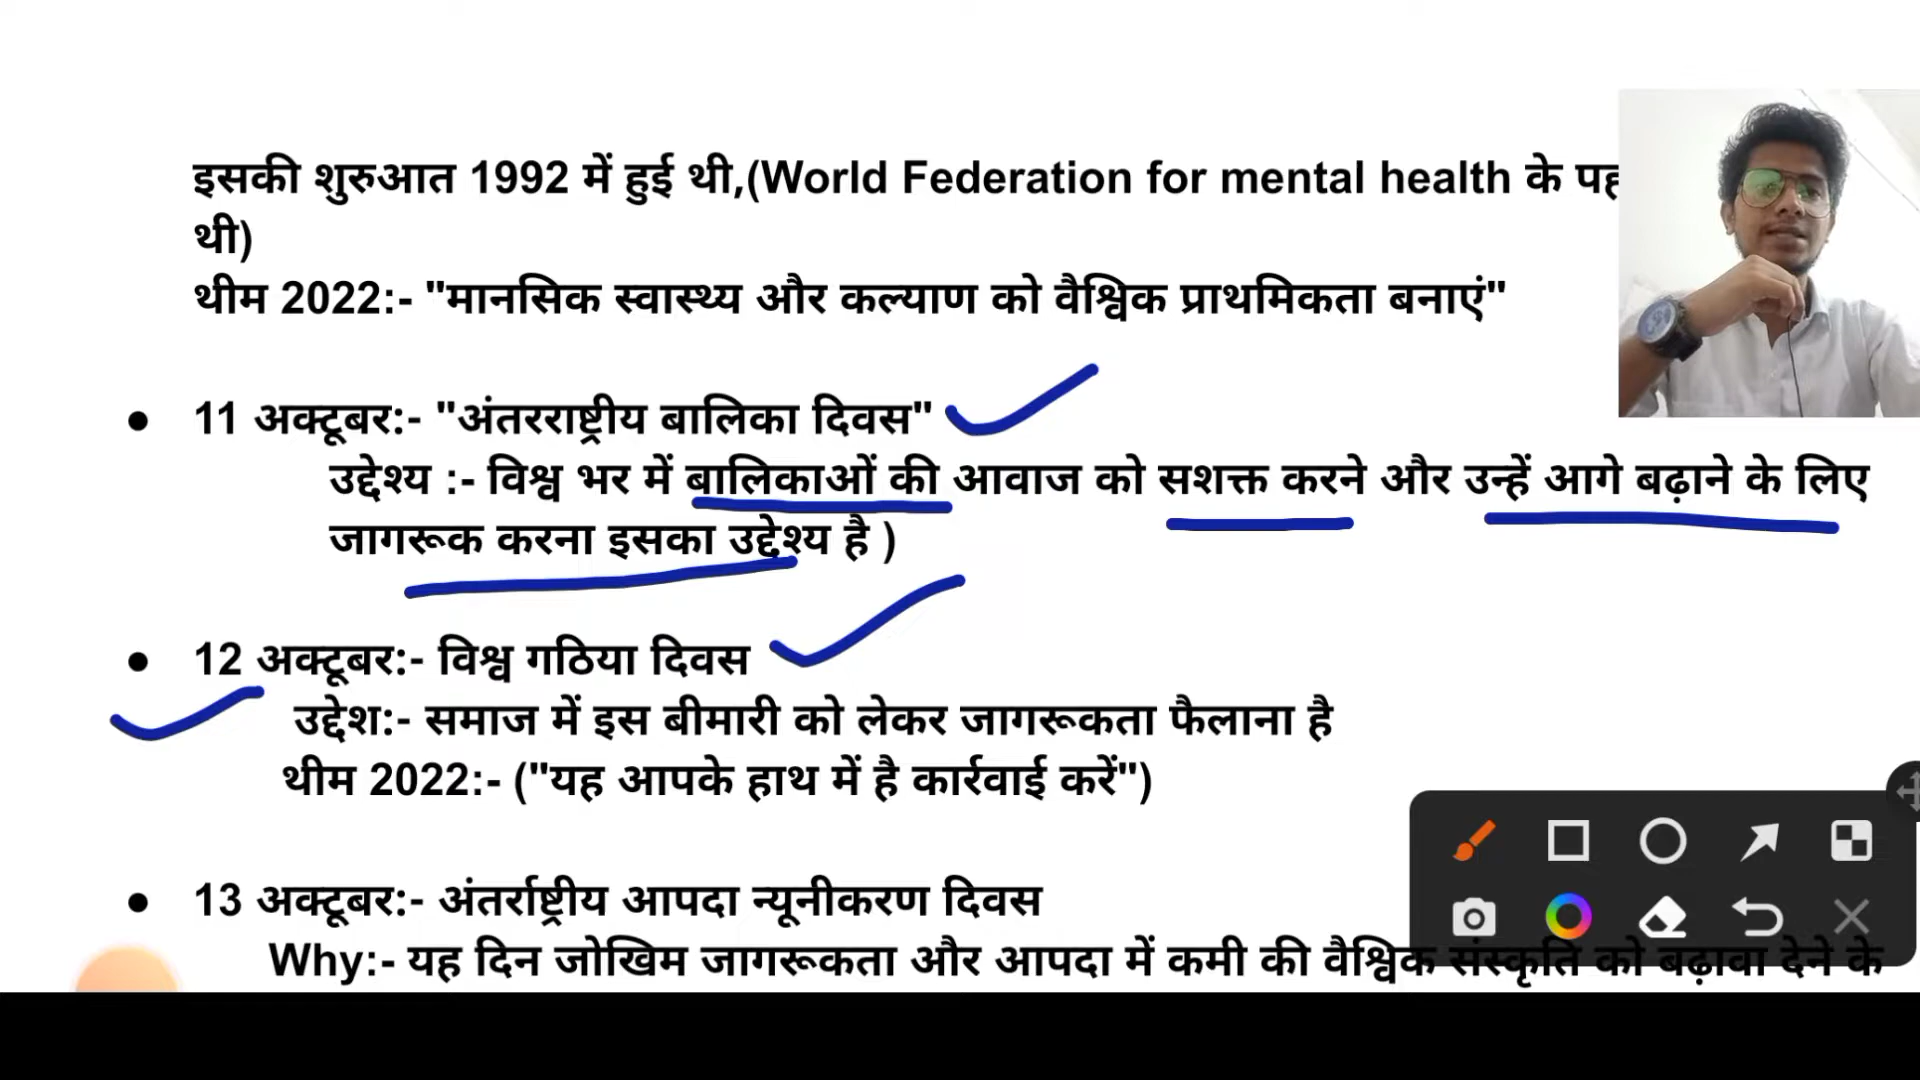 इसकी शुरुआत 1992 में हुई थी,(World Federation for mental health के
थी)
थीम 2022:- "मानसिक स्वास्थ्य और कल्याण को वैश्विक प्राथमिकता बनाएं"
● 11 अक्टूबर:- "अंतरराष्ट्रीय बालिका दिवस"
उद्देश्य :- विश्व भर में बालिकाओं की आवाज को सशक्त करने और उन्हें आगे बढ़ाने के लिए
जागरूक करना इसका उद्देश्य है )
● 12 अक्टूबर:- विश्व गठिया दिवस
उद्देश:- समाज में इस बीमारी को लेकर जागरूकता फैलाना है
थीम 2022:- ("यह आपके हाथ में है कार्रवाई करें")
● 13 अक्टूबर:- अंतर्राष्ट्रीय आपदा न्यूनीकरण दिवस
Why:- यह दिन जोखिम जागरूकता और आपदा में कमी की वैश्विक संस्कृति को बढ़ावा देने के